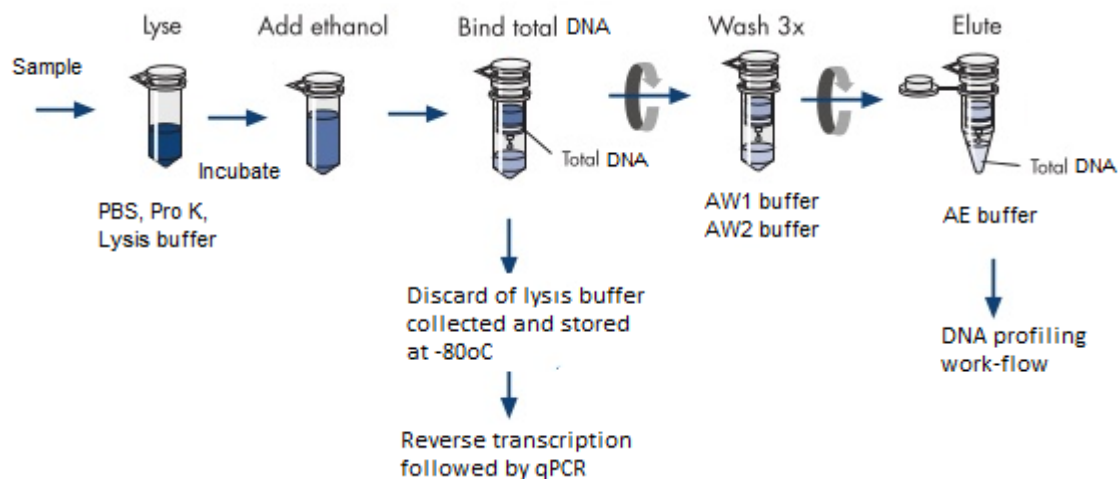 Lyse
Add ethanol
Bind total DNA
Wash 3x
Elute
Sample
Incubate
Total DNA
Total DNA
PBS, Pro K,
Lysis buffer
AW1 buffer
AW2 buffer
AE buffer
Discard of lysis buffer
collected and stored
at -80oC
DNA profiling
work-flow
Reverse transcription
followed by qPCR